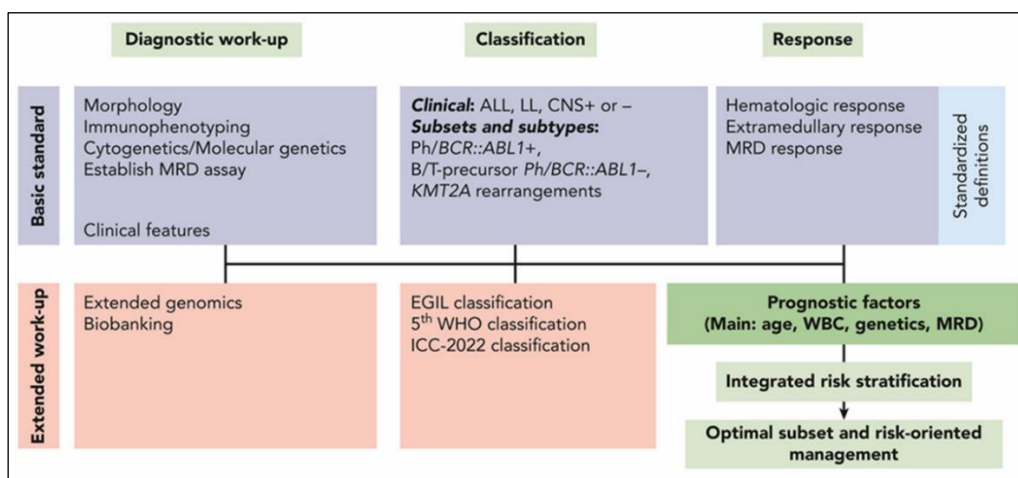 Diagnostic work-up
Classification
Response
Basic standard
Morphology
Immunophenotyping
Cytogenetics/Molecular genetics
Establish MRD assay
Clinical features
Clinical: ALL, LL, CNS+ or –
Subsets and subtypes:
Ph/BCR::ABL1+,
B/T-precursor Ph/BCR::ABL1–,
KMT2A rearrangements
Hematologic response
Extramedullary response
MRD response
Standardized
definitions
Extended work-up
Extended genomics
Biobanking
EGIL classification
5th WHO classification
ICC-2022 classification
Prognostic factors
(Main: age, WBC, genetics, MRD)
Integrated risk stratification
Optimal subset and risk-oriented
management